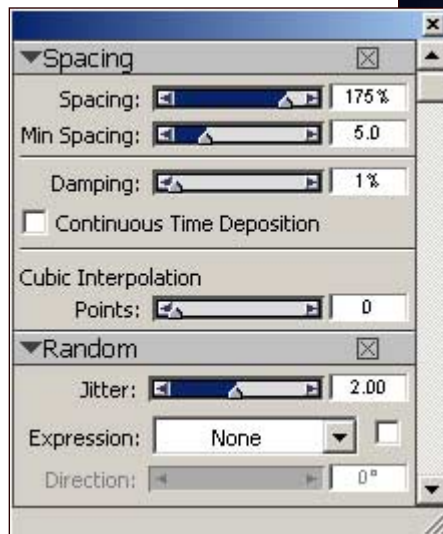 Spacing
Spacing: 175%
Min Spacing: 5.0
Damping: 1%
Continuous Time Deposition
Cubic Interpolation
Points: 0
Random
Jitter: 2.00
Expression: None
Direction: 0°